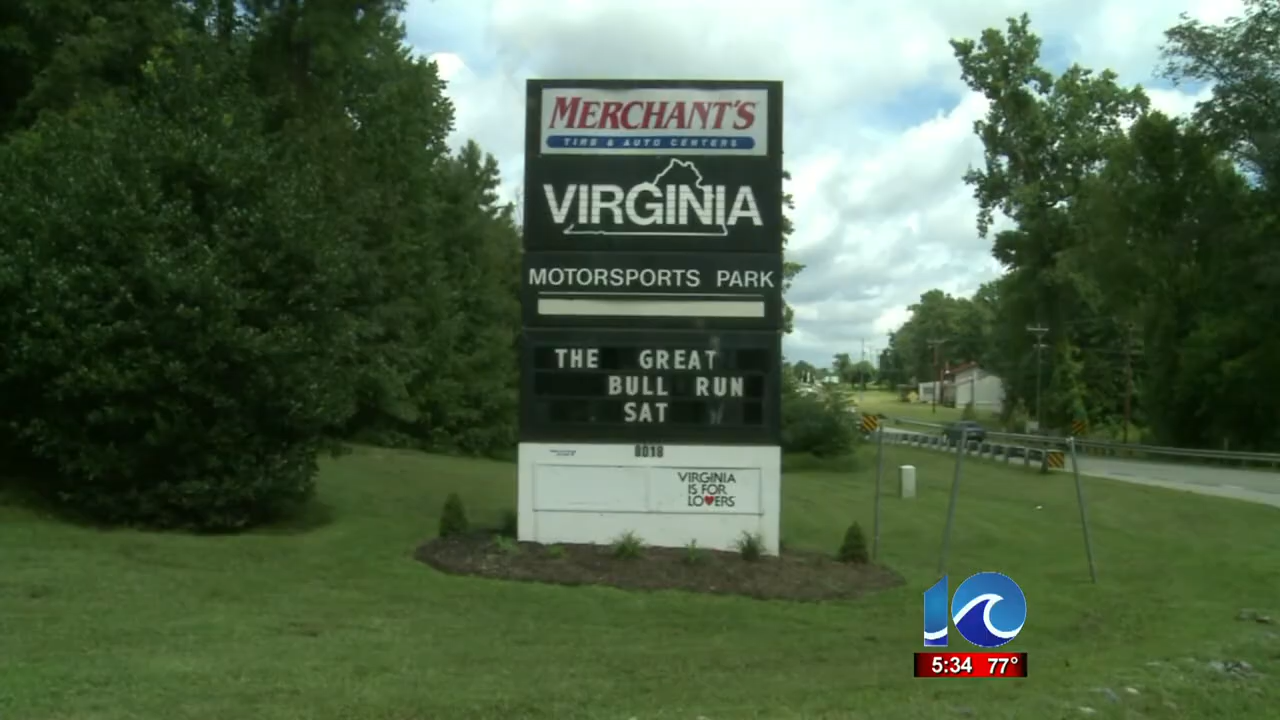 MERCHANT'S
TIRE & AUTO CENTERS
VIRGINIA
MOTORSPORTS PARK
THE GREAT
BULL RUN
SAT
8018
VIRGINIA
IS FOR
LOVERS
10
5:34 77°